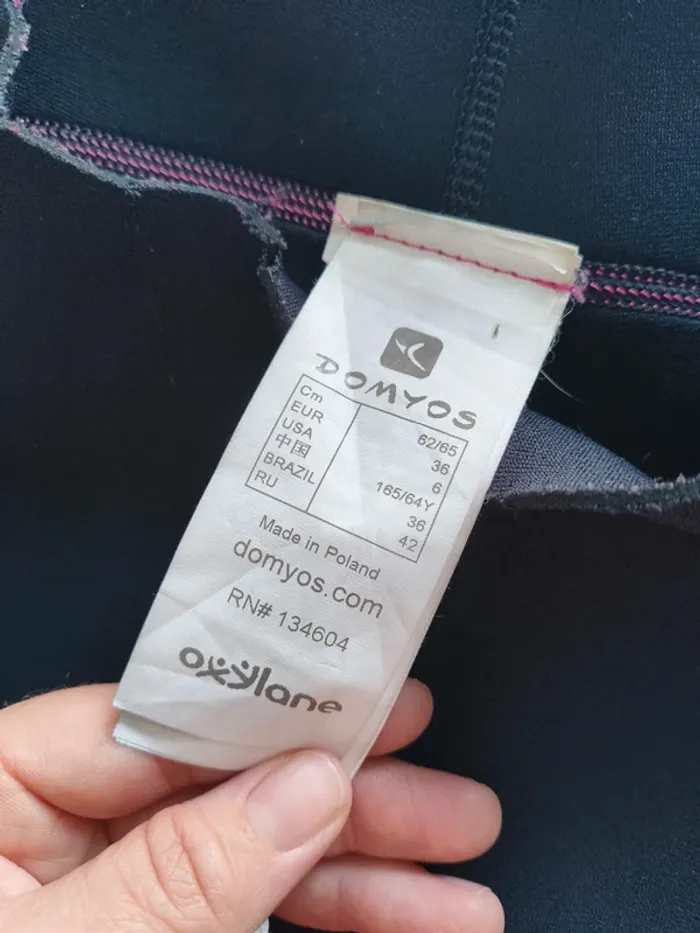 DOMYOS
Cm 62/65
EUR 36
USA 6
中国 165/64Y
BRAZIL 36
RU 42
Made in Poland
domyos.com
RN# 134604
oxylane